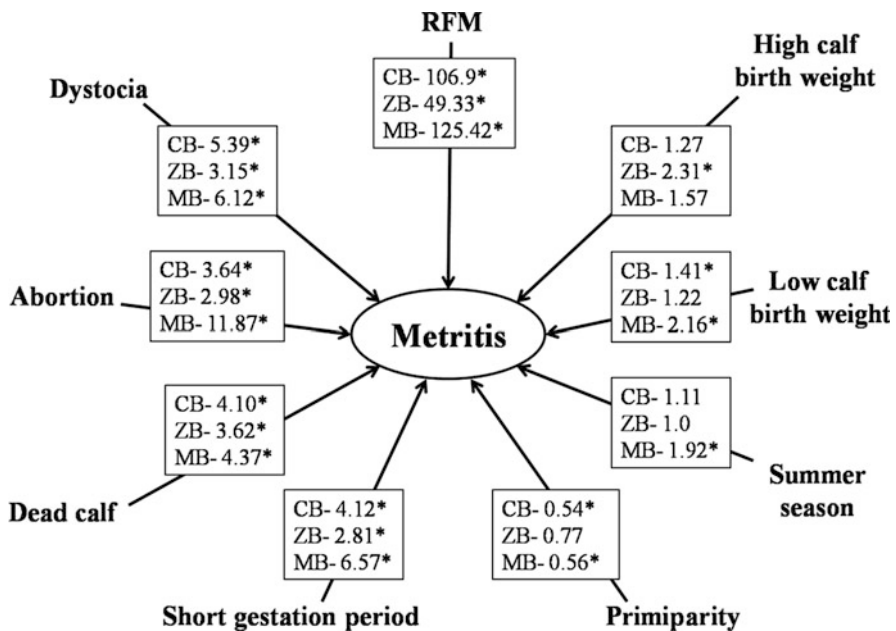 RFM
CB- 106.9*
ZB- 49.33*
MB- 125.42*
High calf
birth weight
CB- 1.27
ZB- 2.31*
MB- 1.57
Dystocia
CB- 5.39*
ZB- 3.15*
MB- 6.12*
Abortion
CB- 3.64*
ZB- 2.98*
MB- 11.87*
Metritis
CB- 1.41*
ZB- 1.22
MB- 2.16*
Low calf
birth weight
Dead calf
CB- 4.10*
ZB- 3.62*
MB- 4.37*
CB- 1.11
ZB- 1.0
MB- 1.92*
Summer
season
CB- 4.12*
ZB- 2.81*
MB- 6.57*
Short gestation period
CB- 0.54*
ZB- 0.77
MB- 0.56*
Primiparity